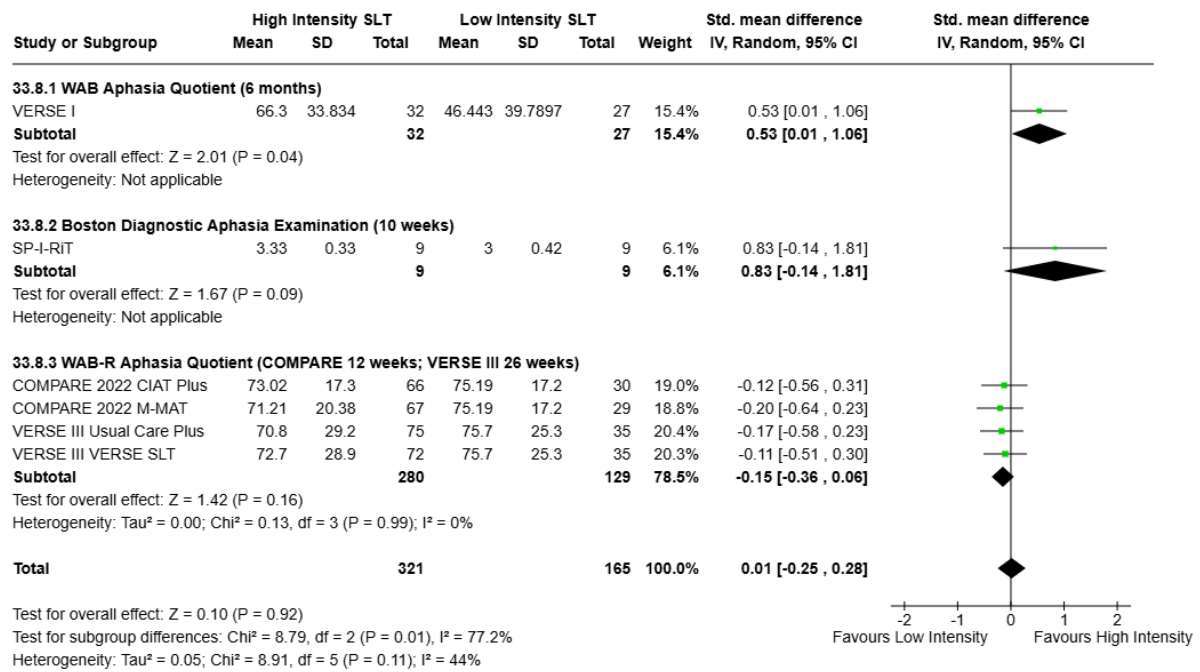 High Intensity SLT Low Intensity SLT Std. mean difference Std. mean difference
Study or Subgroup Mean SD Total Mean SD Total Weight IV, Random, 95% CI IV, Random, 95% CI
33.8.1 WAB Aphasia Quotient (6 months)
VERSE I 66.3 33.834 32 46.443 39.7897 27 15.4% 0.53 [0.01 , 1.06]
Subtotal 32 27 15.4% 0.53 [0.01 , 1.06]
Test for overall effect: Z = 2.01 (P = 0.04)
Heterogeneity: Not applicable
33.8.2 Boston Diagnostic Aphasia Examination (10 weeks)
SP-I-RiT 3.33 0.33 9 3 0.42 9 6.1% 0.83 [-0.14 , 1.81]
Subtotal 9 9 6.1% 0.83 [-0.14 , 1.81]
Test for overall effect: Z = 1.67 (P = 0.09)
Heterogeneity: Not applicable
33.8.3 WAB-R Aphasia Quotient (COMPARE 12 weeks; VERSE III 26 weeks)
COMPARE 2022 CIAT Plus 73.02 17.3 66 75.19 17.2 30 19.0% -0.12 [-0.56 , 0.31]
COMPARE 2022 M-MAT 71.21 20.38 67 75.19 17.2 29 18.8% -0.20 [-0.64 , 0.23]
VERSE III Usual Care Plus 70.8 29.2 75 75.7 25.3 35 20.4% -0.17 [-0.58 , 0.23]
VERSE III VERSE SLT 72.7 28.9 72 75.7 25.3 35 20.3% -0.11 [-0.51 , 0.30]
Subtotal 280 129 78.5% -0.15 [-0.36 , 0.06]
Test for overall effect: Z = 1.42 (P = 0.16)
Heterogeneity: Tau² = 0.00; Chi² = 0.13, df = 3 (P = 0.99); I² = 0%
Total 321 165 100.0% 0.01 [-0.25 , 0.28]
Test for overall effect: Z = 0.10 (P = 0.92)
Test for subgroup differences: Chi² = 8.79, df = 2 (P = 0.01), I² = 77.2%
Heterogeneity: Tau² = 0.05; Chi² = 8.91, df = 5 (P = 0.11); I² = 44%
-2 -1 0 1 2
Favours Low Intensity Favours High Intensity